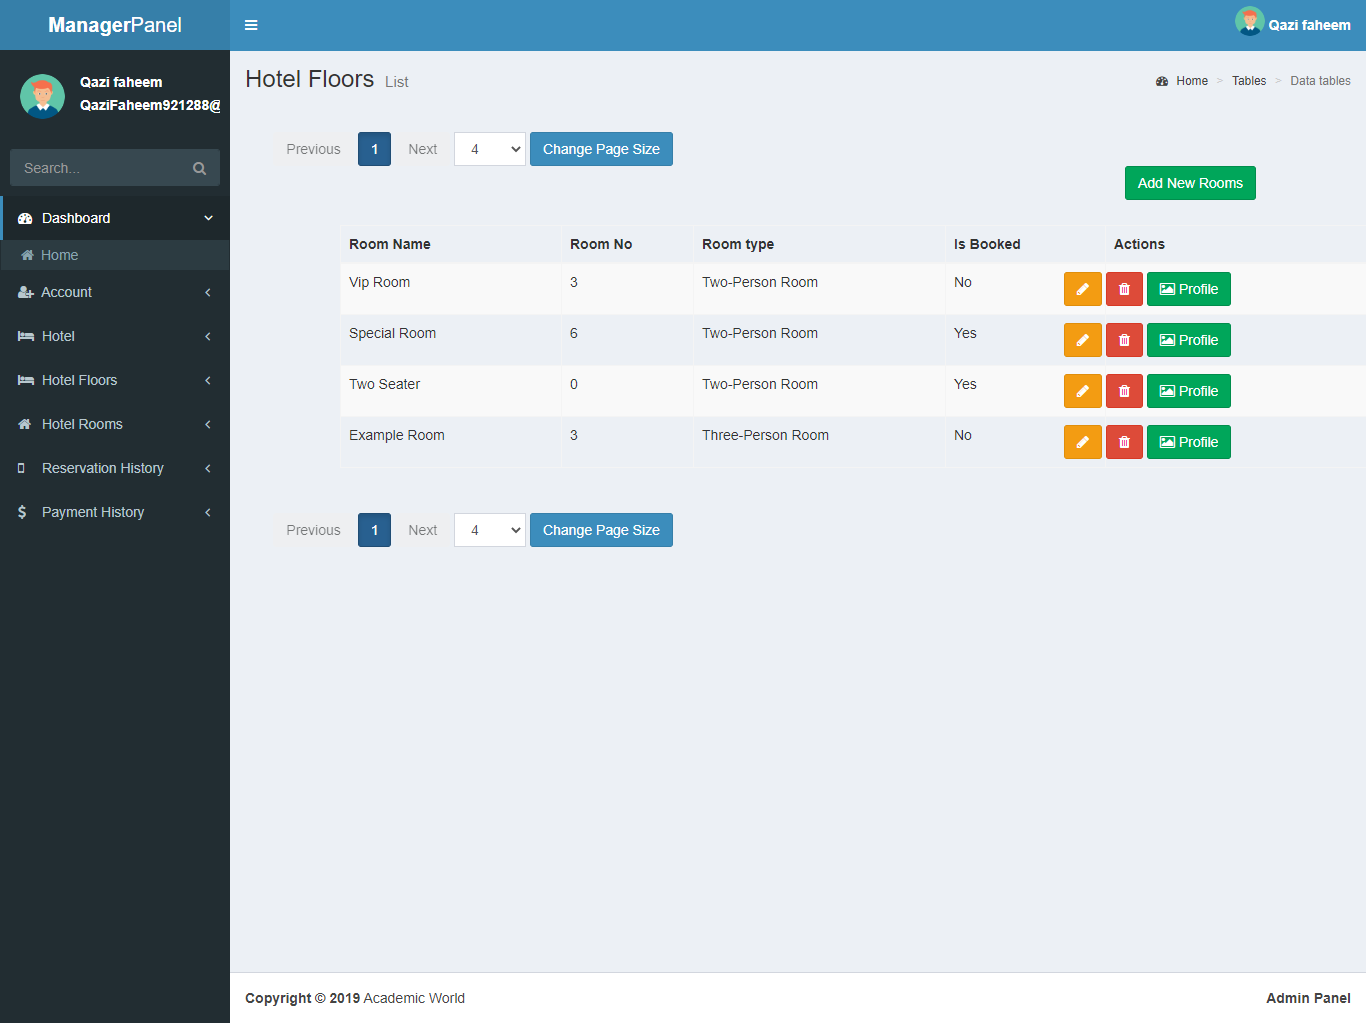 ManagerPanel
Qazi faheem
Qazi faheem
QaziFaheem921288@
Search...
Dashboard
Home
Account
Hotel
Hotel Floors
Hotel Rooms
Reservation History
Payment History
Hotel Floors List
Home > Tables > Data tables
Previous 1 Next 4 Change Page Size
Add New Rooms
Room Name Room No Room type Is Booked Actions
Vip Room 3 Two-Person Room No Profile
Special Room 6 Two-Person Room Yes Profile
Two Seater 0 Two-Person Room Yes Profile
Example Room 3 Three-Person Room No Profile
Previous 1 Next 4 Change Page Size
Copyright © 2019 Academic World
Admin Panel